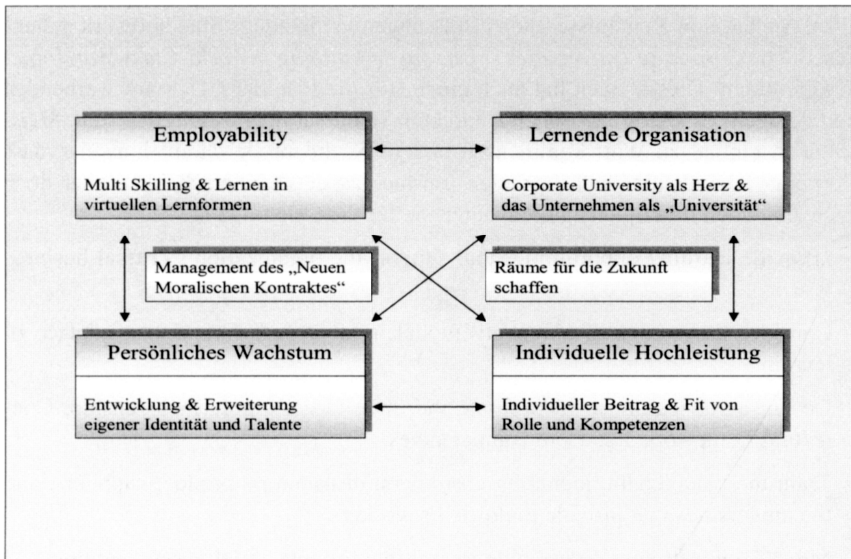 Employability
Multi Skilling & Lernen in
virtuellen Lernformen
Lernende Organisation
Corporate University als Herz &
das Unternehmen als „Universität“
Management des „Neuen
Moralischen Kontraktes“
Räume für die Zukunft
schaffen
Persönliches Wachstum
Entwicklung & Erweiterung
eigener Identität und Talente
Individuelle Hochleistung
Individueller Beitrag & Fit von
Rolle und Kompetenzen